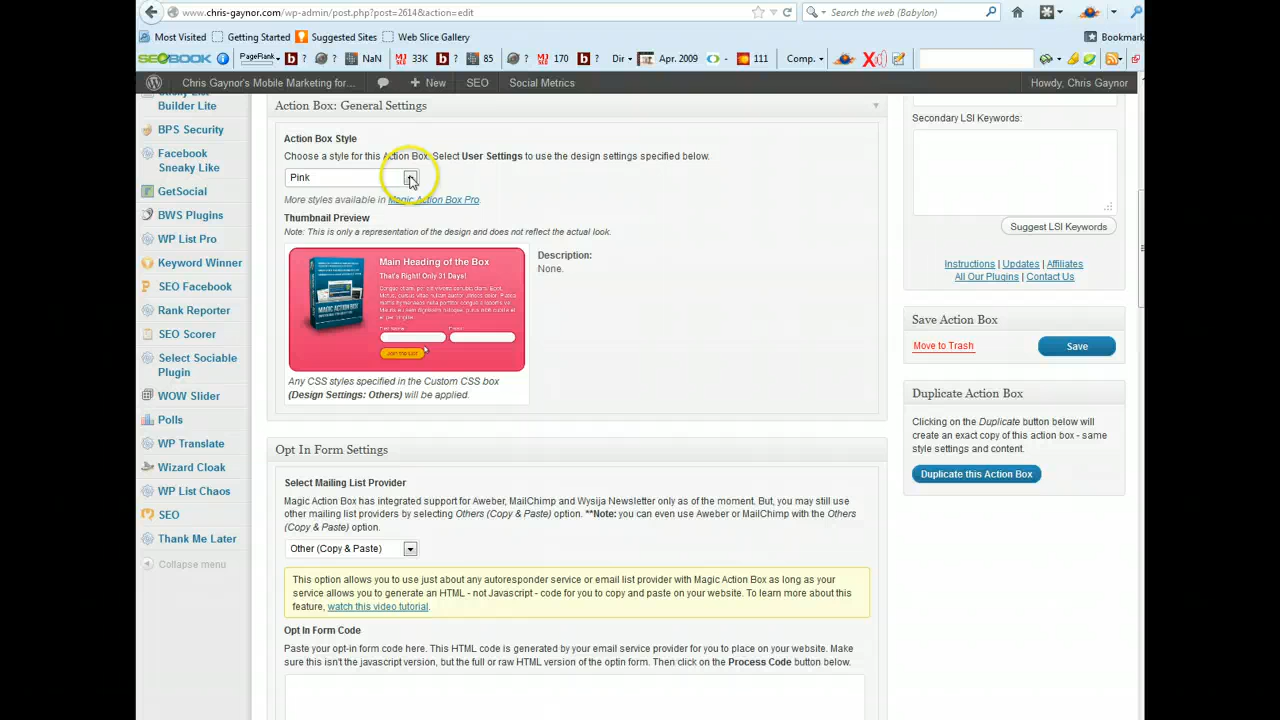 www.chris-gaynor.com/wp-admin/post.php?post=2614&action=edit
Search the web (Babylon)
Most Visited Getting Started Suggested Sites Web Slice Gallery
Bookmark
SEOBOOK PageRank ? NaN 33K ? 85 ? 170 Dir Apr. 2009 - 111 Comp.
Chris Gaynor's Mobile Marketing for... New SEO Social Metrics
Howdy, Chris Gaynor
Builder Lite
BPS Security
Facebook
Sneaky Like
GetSocial
BWS Plugins
WP List Pro
Keyword Winner
SEO Facebook
Rank Reporter
SEO Scorer
Select Sociable
Plugin
WOW Slider
Polls
WP Translate
Wizard Cloak
WP List Chaos
SEO
Thank Me Later
Collapse menu
Action Box: General Settings
Action Box Style
Choose a style for this Action Box. Select User Settings to use the design settings specified below.
Pink
More styles available in Magic Action Box Pro
Thumbnail Preview
Note: This is only a representation of the design and does not reflect the actual look.
Main Heading of the Box
That's Right! Only 31 Days!
MAGIC ACTION BOX
Join the List
Description:
None.
Any CSS styles specified in the Custom CSS box
(Design Settings: Others) will be applied.
Opt In Form Settings
Select Mailing List Provider
Magic Action Box has integrated support for Aweber, MailChimp and Wysija Newsletter only as of the moment. But, you may still use
other mailing list providers by selecting Others (Copy & Paste) option. **Note: you can even use Aweber or MailChimp with the Others
(Copy & Paste) option.
Other (Copy & Paste)
This option allows you to use just about any autoresponder service or email list provider with Magic Action Box as long as your
service allows you to generate an HTML - not Javascript - code for you to copy and paste on your website. To learn more about this
feature, watch this video tutorial.
Opt In Form Code
Paste your opt-in form code here. This HTML code is generated by your email service provider for you to place on your website. Make
sure this isn't the javascript version, but the full or raw HTML version of the optin form. Then click on the Process Code button below.
Secondary LSI Keywords:
Suggest LSI Keywords
Instructions | Updates | Affiliates
All Our Plugins | Contact Us
Save Action Box
Move to Trash
Save
Duplicate Action Box
Clicking on the Duplicate button below will
create an exact copy of this action box - same
style settings and content.
Duplicate this Action Box